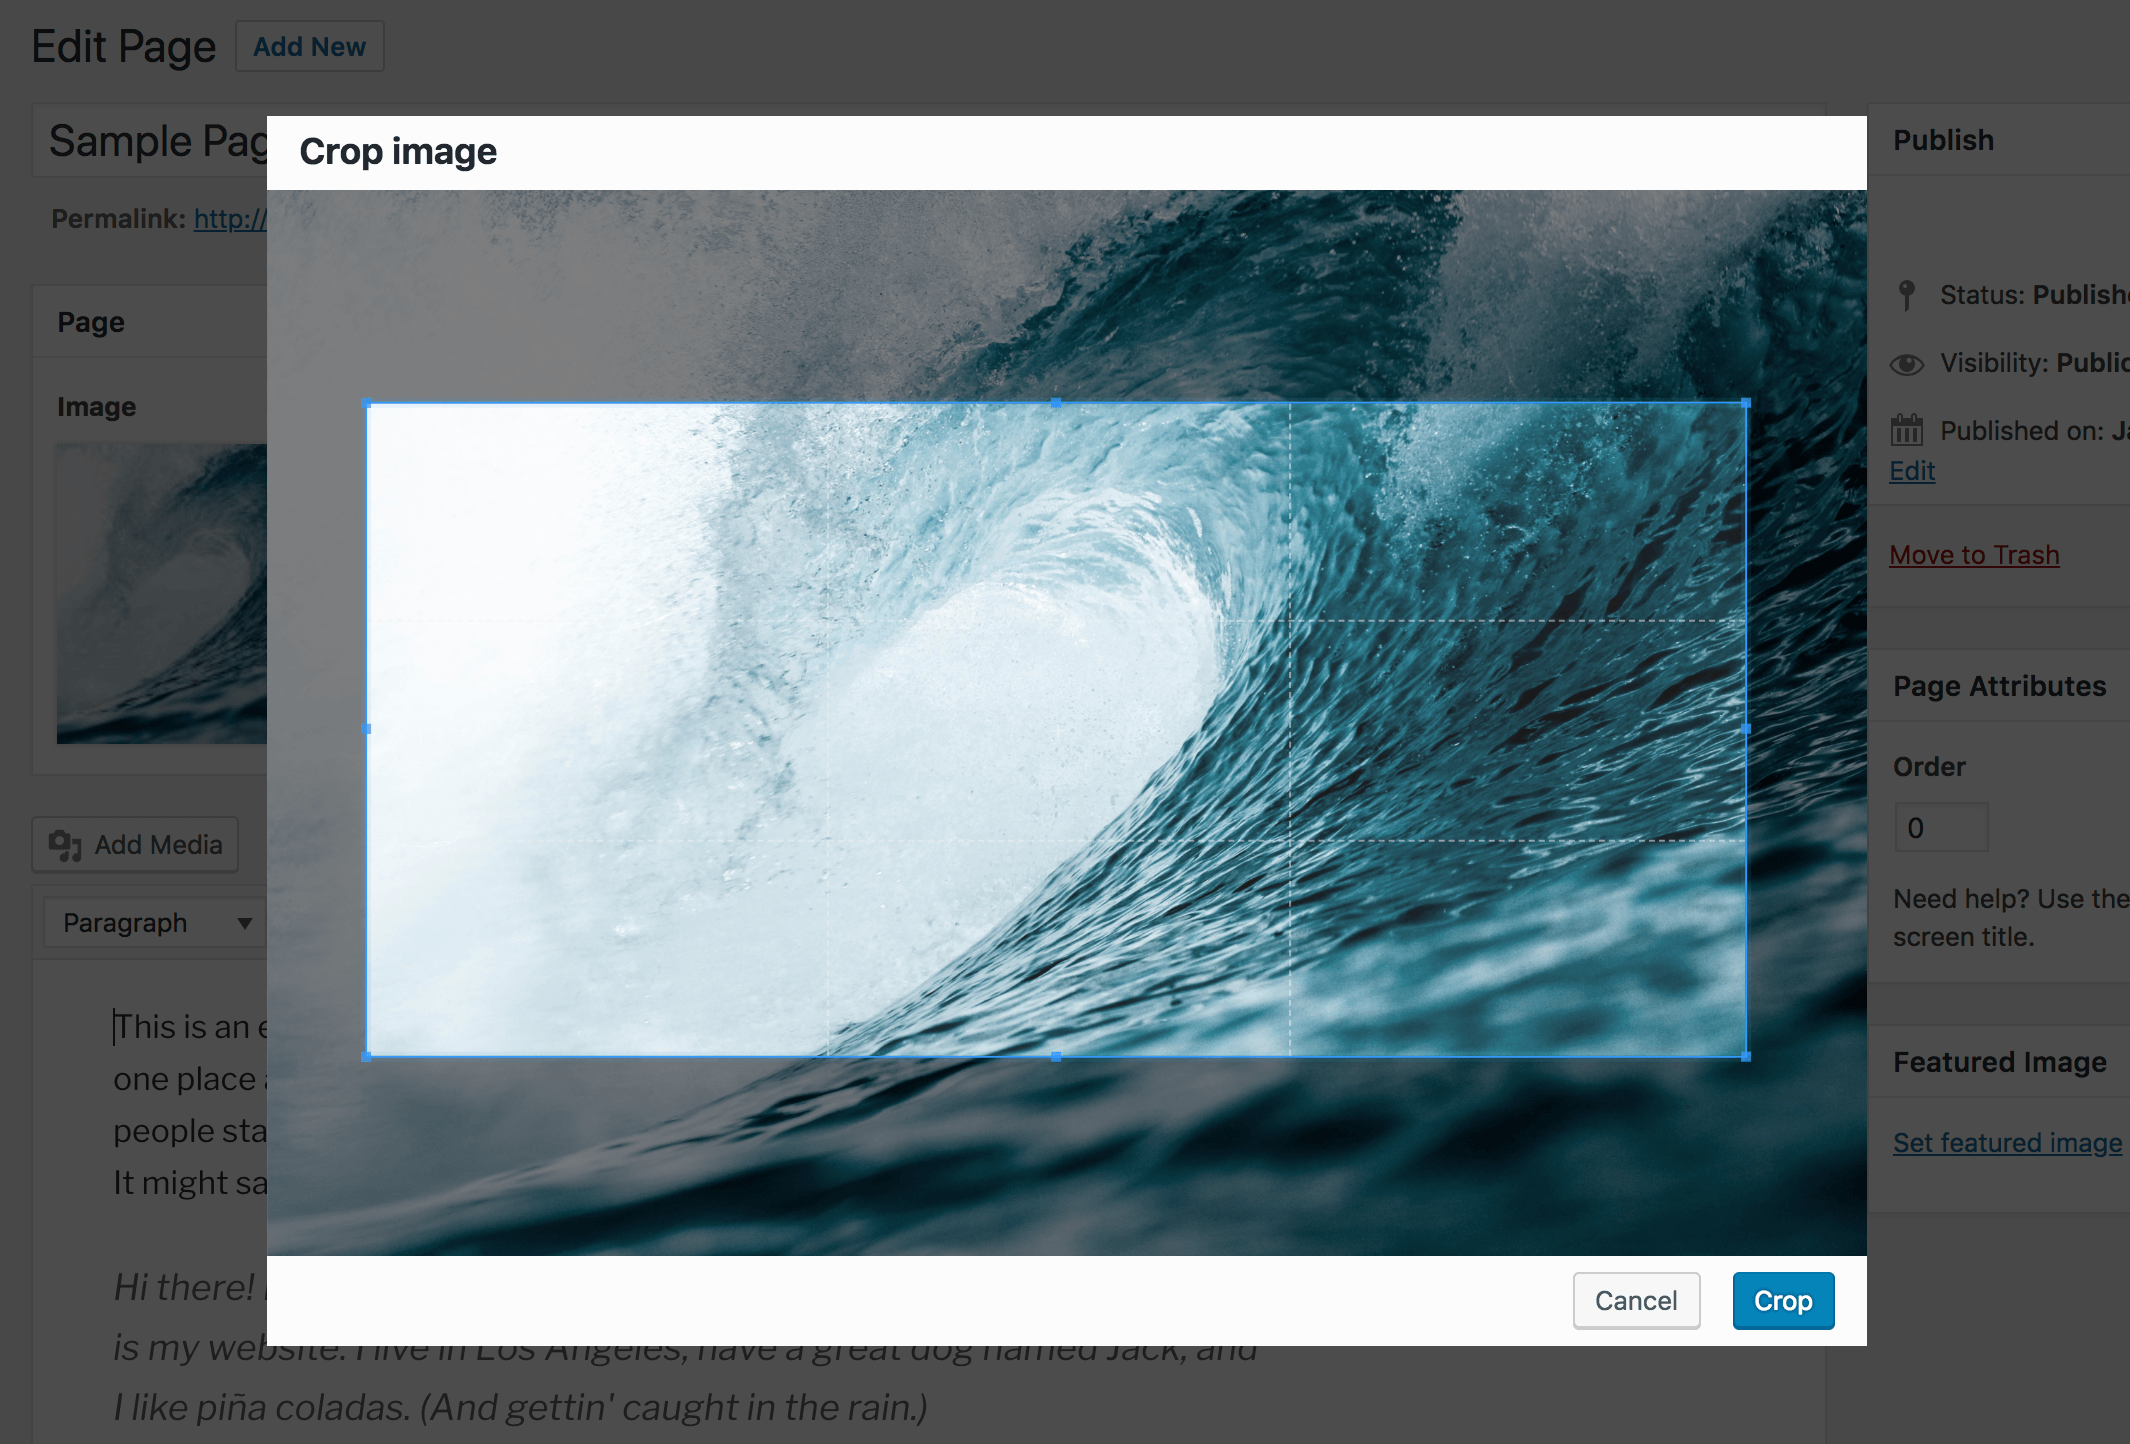 Edit Page Add New
Sample Pag
Crop image
Publish
Permalink: http://
Status: Publish
Visibility: Public
Published on: Ja
Edit
Move to Trash
Page
Image
Page Attributes
Order
0
Need help? Use the
screen title.
Featured Image
Set featured image
Add Media
Paragraph
This is an e
one place a
people sta
It might sa
Hi there!
is my website. I live in Los Angeles, have a great dog named Jack, and
I like piña coladas. (And gettin' caught in the rain.)
Cancel Crop